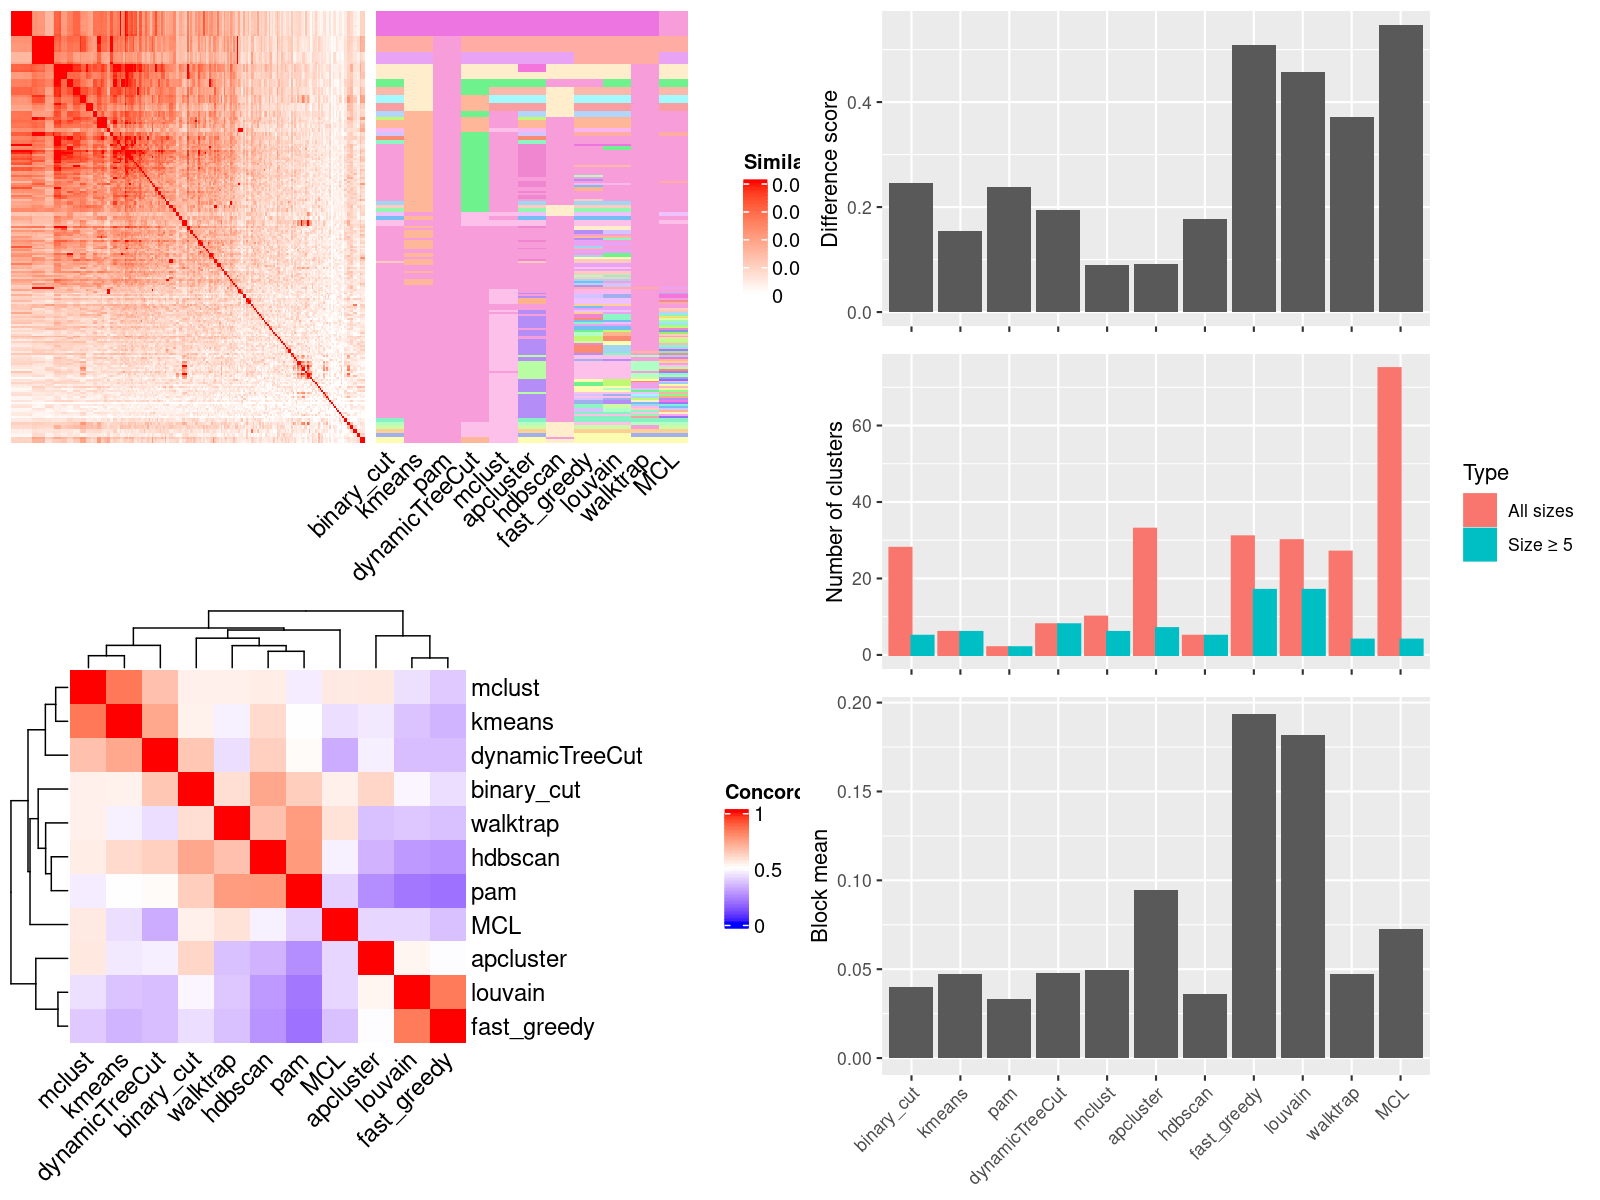 Simila
0.0
0.0
0.0
0.0
0
binary_cut
kmeans
pam
dynamicTreeCut
mclust
apcluster
hdbscan
fast_greedy
louvain
walktrap
MCL
mclust
kmeans
dynamicTreeCut
binary_cut
walktrap
hdbscan
pam
MCL
apcluster
louvain
fast_greedy
mclust
kmeans
dynamicTreeCut
binary_cut
walktrap
hdbscan
pam
MCL
apcluster
louvain
fast_greedy
Concord
1
0.5
0
Difference score
0.4
0.2
0.0
Number of clusters
60
40
20
0
Type
All sizes
Size ≥ 5
Block mean
0.20
0.15
0.10
0.05
0.00
binary_cut
kmeans
pam
dynamicTreeCut
mclust
apcluster
hdbscan
fast_greedy
louvain
walktrap
MCL